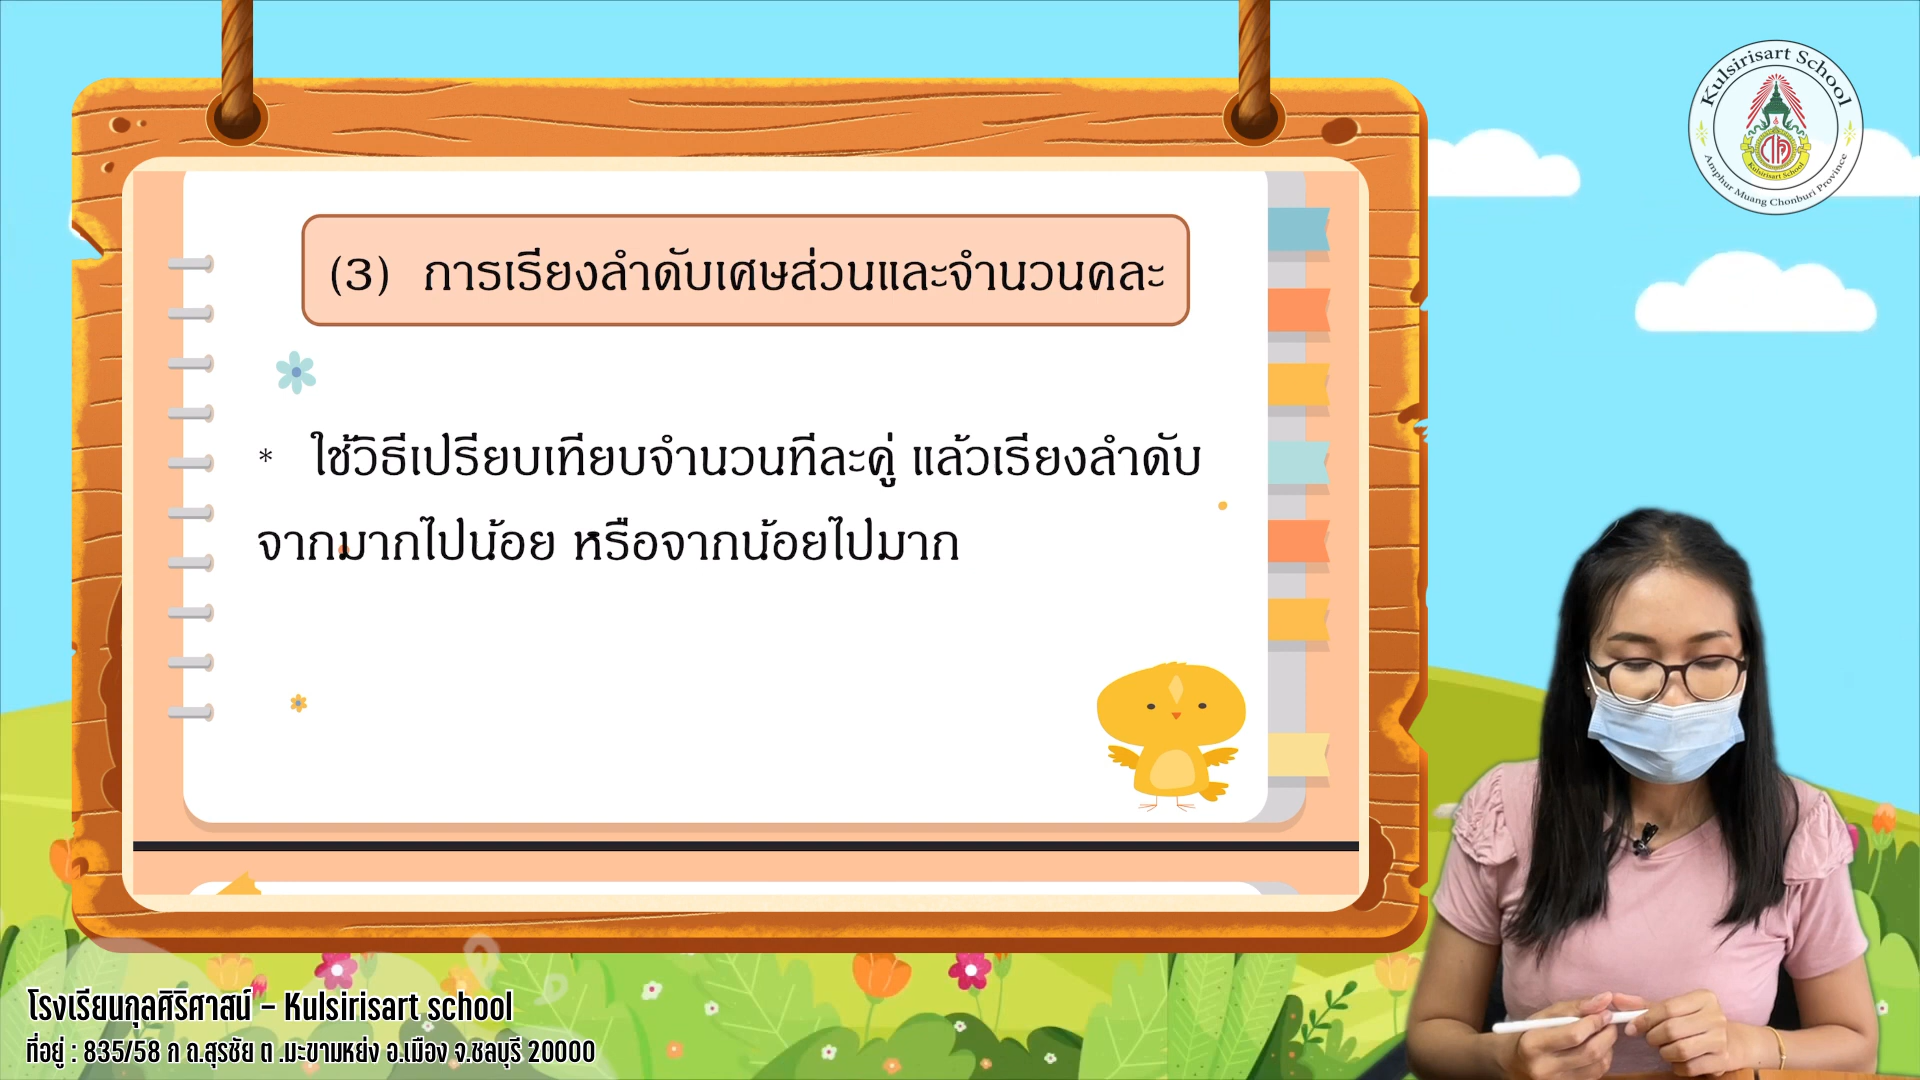 Kulsirisart School
Kulsirisart School
Amphur Muang Chonburi Province
(3) การเรียงลำดับเศษส่วนและจำนวนคละ
* ใช้วิธีเปรียบเทียบจำนวนทีละคู่ แล้วเรียงลำดับ
จากมากไปน้อย หรือจากน้อยไปมาก
โรงเรียนกุลศิริศาสน์ – Kulsirisart school
ที่อยู่ : 835/58 ก ถ.สุรชัย ต .มะขามหย่ง อ.เมือง จ.ชลบุรี 20000